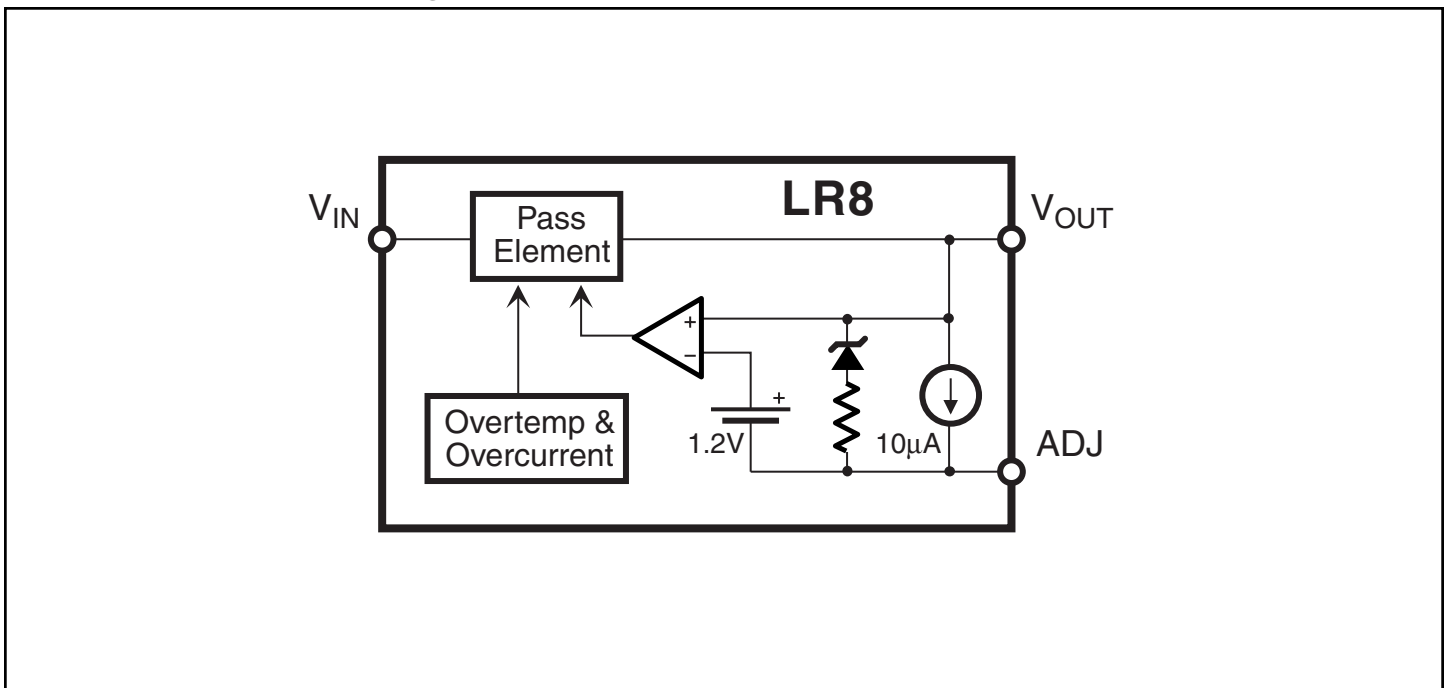 LR8
V_IN
Pass
Element
V_OUT
+
−
+
1.2V
10μA
Overtemp &
Overcurrent
ADJ